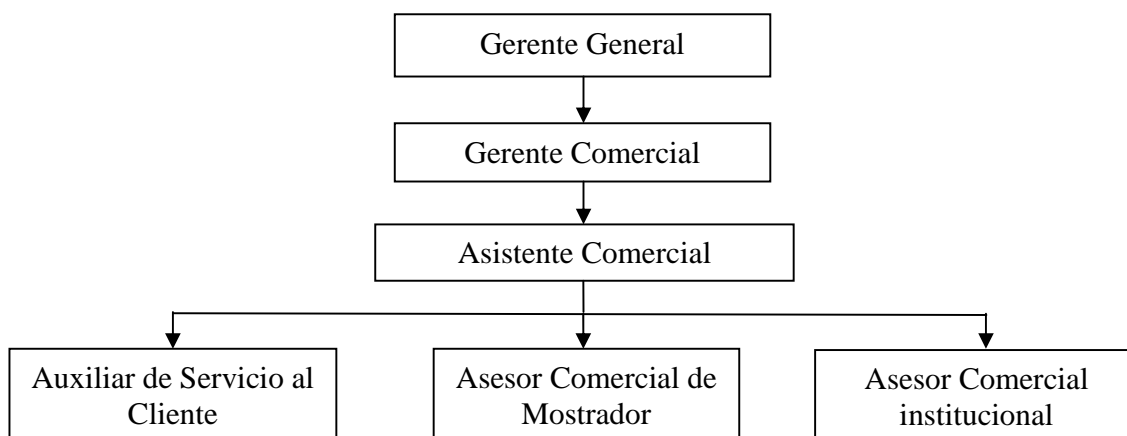 Gerente General
Gerente Comercial
Asistente Comercial
Auxiliar de Servicio al
Cliente
Asesor Comercial de
Mostrador
Asesor Comercial
institucional